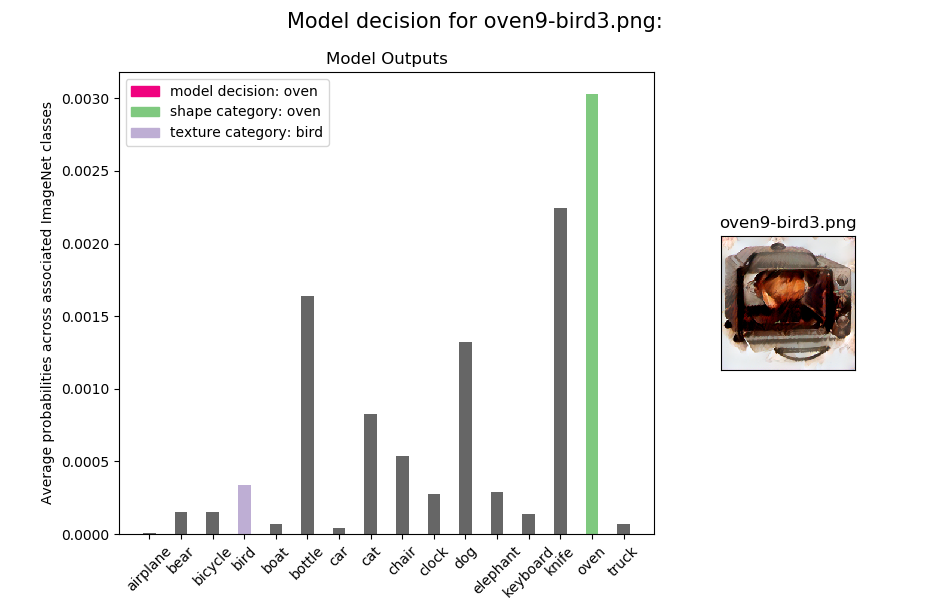 Model decision for oven9-bird3.png:
Model Outputs
model decision: oven
shape category: oven
texture category: bird
Average probabilities across associated ImageNet classes
0.0030
0.0025
0.0020
0.0015
0.0010
0.0005
0.0000
airplane
bear
bicycle
bird
boat
bottle
car
cat
chair
clock
dog
elephant
keyboard
knife
oven
truck
oven9-bird3.png